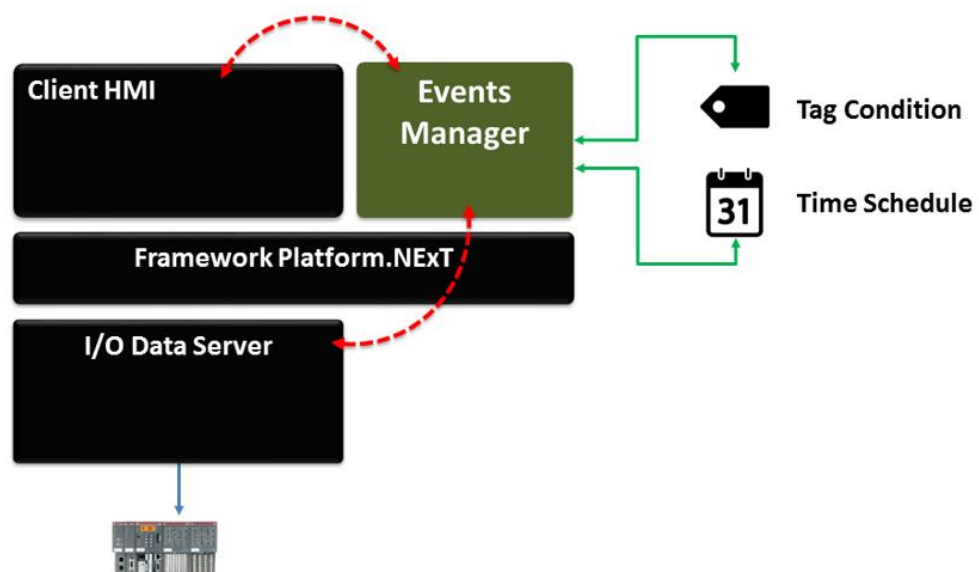 Client HMI
Events
Manager
Tag Condition
31
Time Schedule
Framework Platform.NExT
I/O Data Server